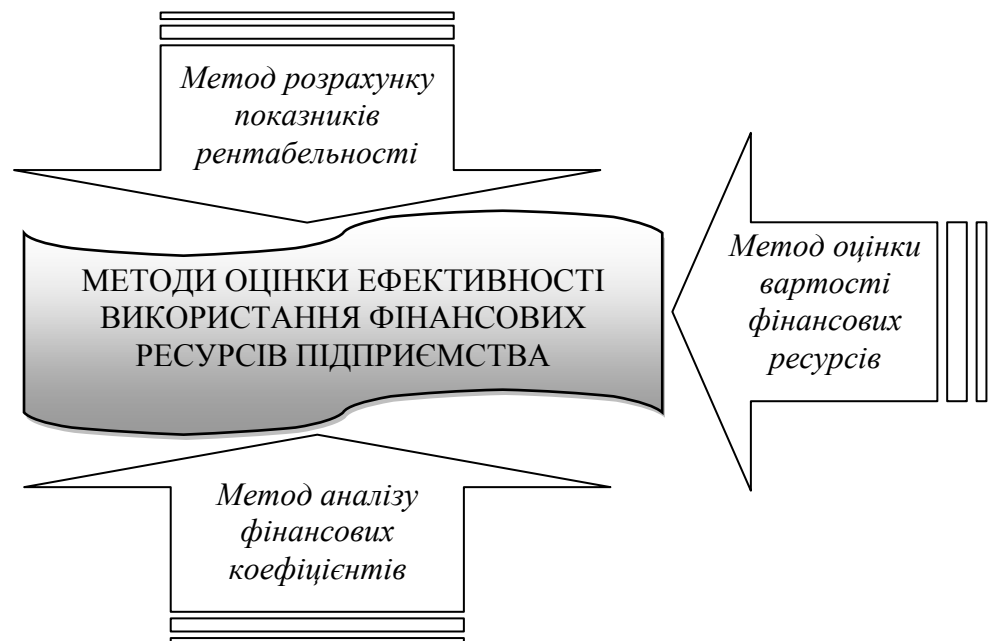 Метод розрахунку
показників
рентабельності
МЕТОДИ ОЦІНКИ ЕФЕКТИВНОСТІ
ВИКОРИСТАННЯ ФІНАНСОВИХ
РЕСУРСІВ ПІДПРИЄМСТВА
Метод оцінки
вартості
фінансових
ресурсів
Метод аналізу
фінансових
коефіцієнтів